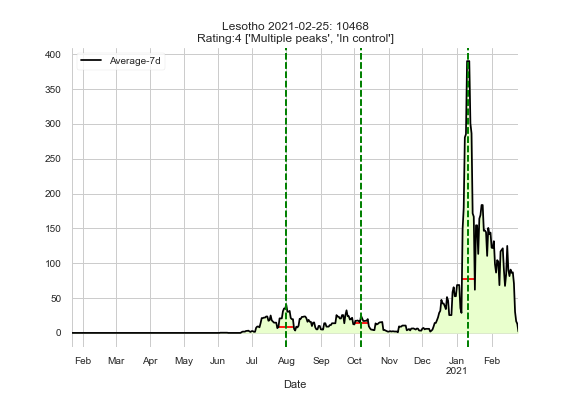 Lesotho 2021-02-25: 10468
Rating:4 ['Multiple peaks', 'In control']
Average-7d
400
350
300
250
200
150
100
50
0
Feb Mar Apr May Jun Jul Aug Sep Oct Nov Dec Jan Feb
2021
Date